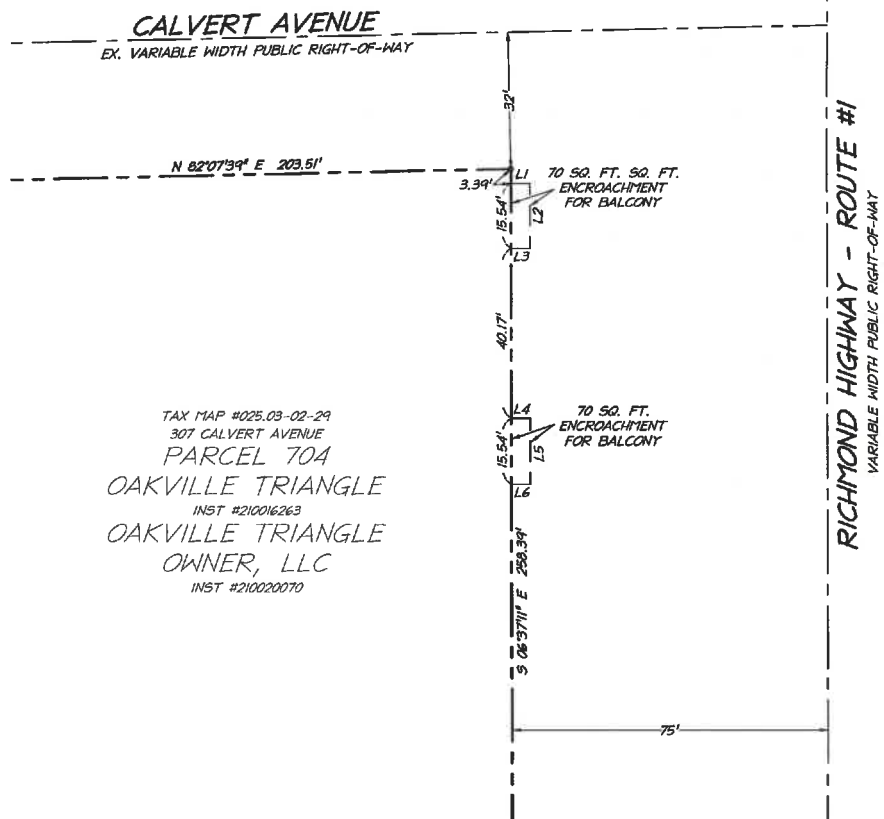 CALVERT AVENUE
EX. VARIABLE WIDTH PUBLIC RIGHT-OF-WAY
32'
N 82°07'39" E 203.51'
L1
70 SQ. FT. SQ. FT.
ENCROACHMENT
FOR BALCONY
3.39'
15.54'
L2
L3
40.17'
L4
70 SQ. FT.
ENCROACHMENT
FOR BALCONY
15.54'
L5
L6
TAX MAP #025.03-02-29
307 CALVERT AVENUE
PARCEL 704
OAKVILLE TRIANGLE
INST #210016263
OAKVILLE TRIANGLE
OWNER, LLC
INST #210020070
S 06°37'11" E 258.39'
75'
RICHMOND HIGHWAY - ROUTE #1
VARIABLE WIDTH PUBLIC RIGHT-OF-WAY